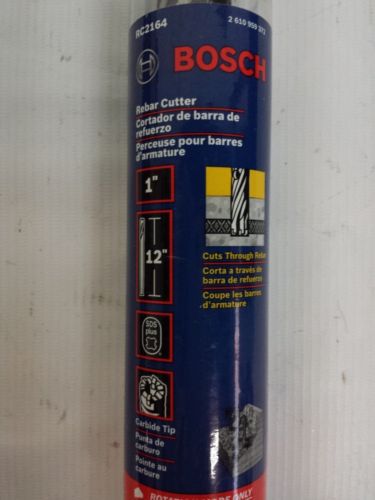 RC2164
2 610 959 372
BOSCH
Rebar Cutter
Cortador de barra de
refuerzo
Perceuse pour barres
d'armature
1"
12"
Cuts Through Rebar
Corta a través de
barra de refuerzo
Coupe les barres
d'armature
SDS
plus
Carbide Tip
Punta de
carburo
Pointe au
carbure
ONLY